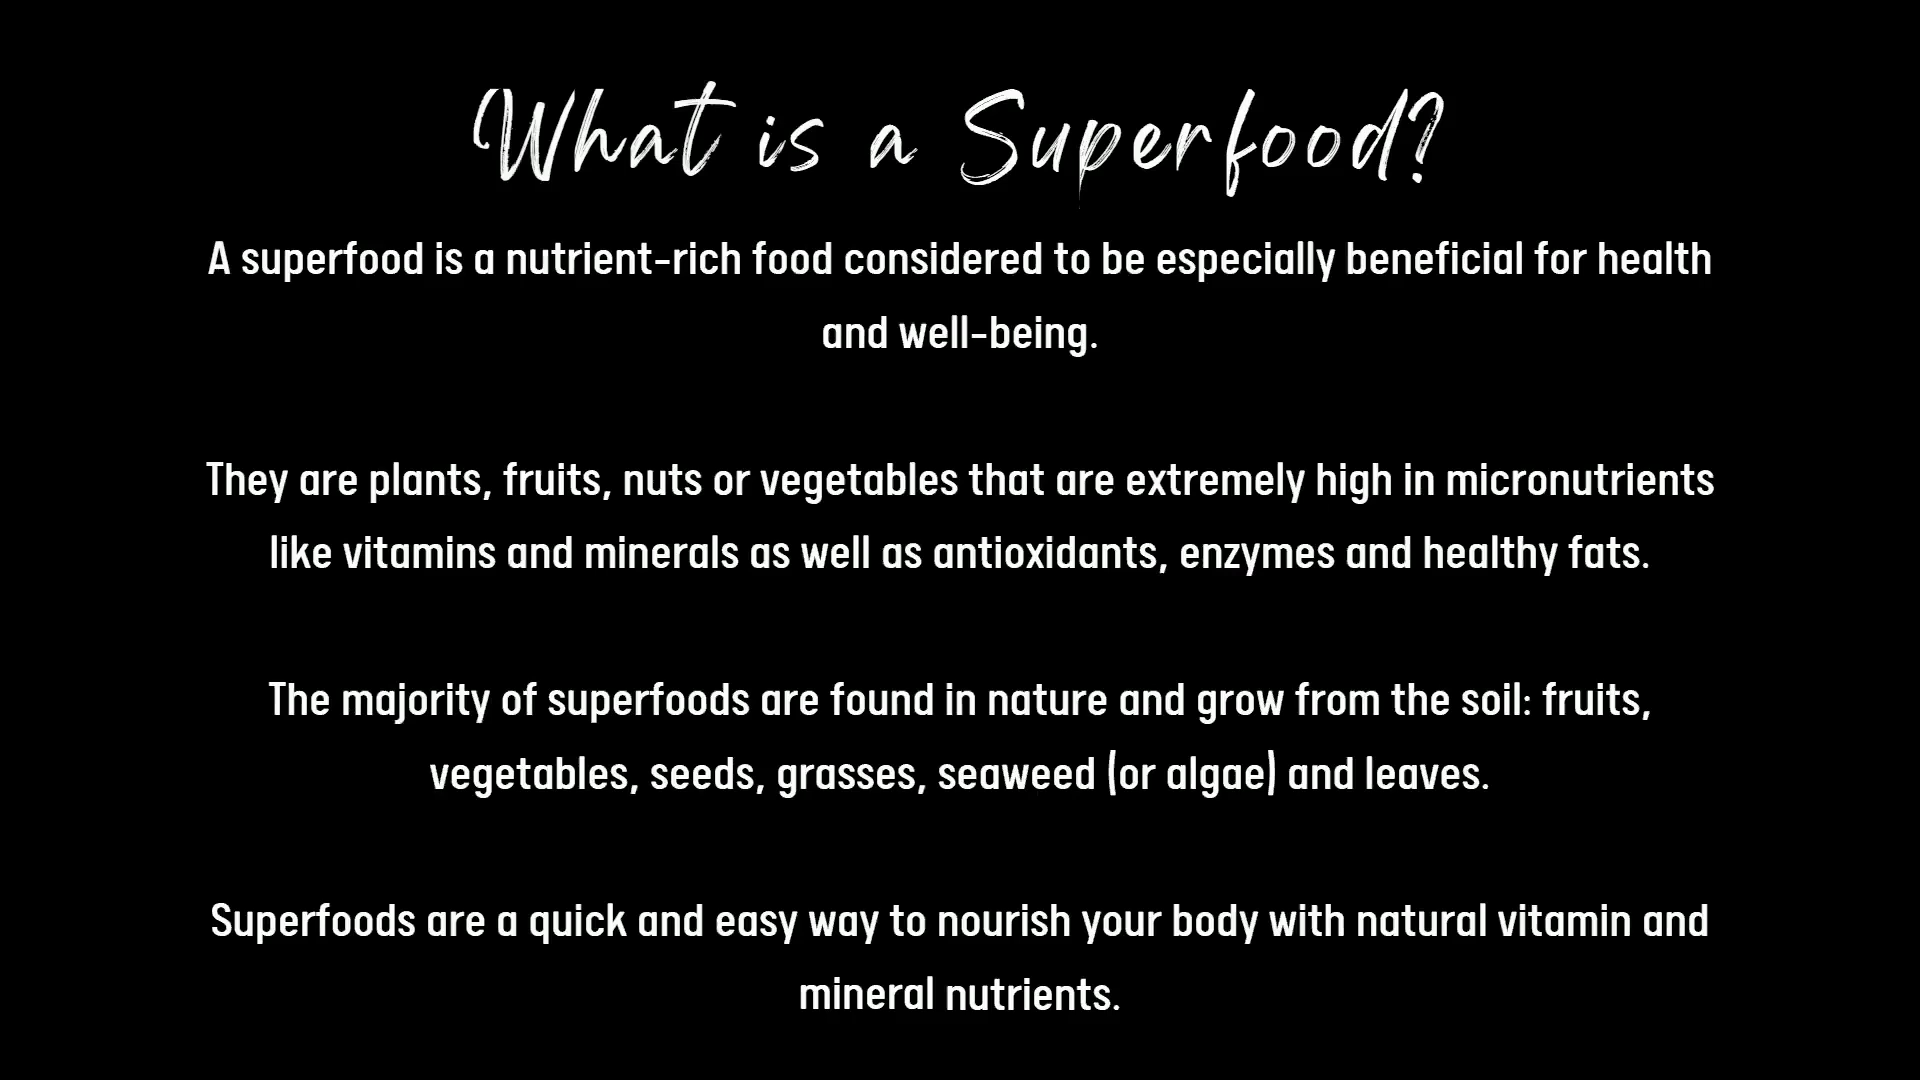 What is a Superfood?
A superfood is a nutrient-rich food considered to be especially beneficial for health
and well-being.
They are plants, fruits, nuts or vegetables that are extremely high in micronutrients
like vitamins and minerals as well as antioxidants, enzymes and healthy fats.
The majority of superfoods are found in nature and grow from the soil: fruits,
vegetables, seeds, grasses, seaweed (or algae) and leaves.
Superfoods are a quick and easy way to nourish your body with natural vitamin and
mineral nutrients.